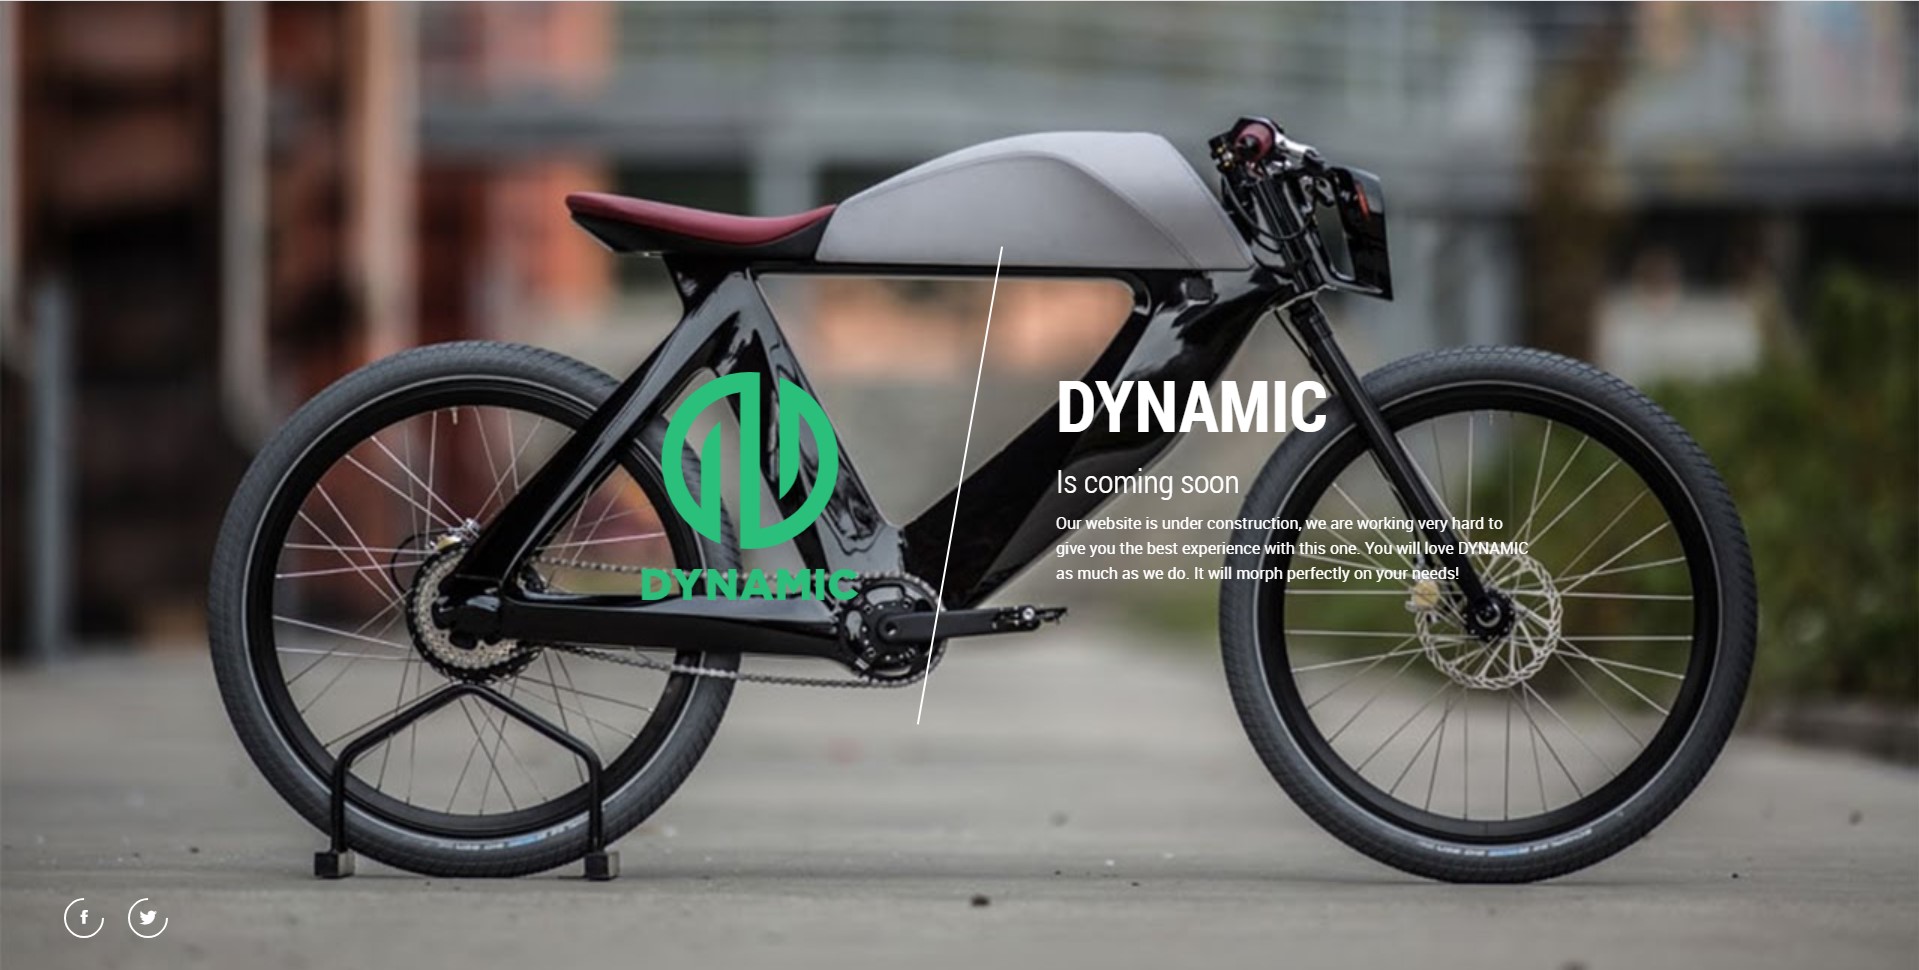 DYNAMIC
DYNAMIC
Is coming soon
Our website is under construction, we are working very hard to
give you the best experience with this one. You will love DYNAMIC
as much as we do. It will morph perfectly on your needs!